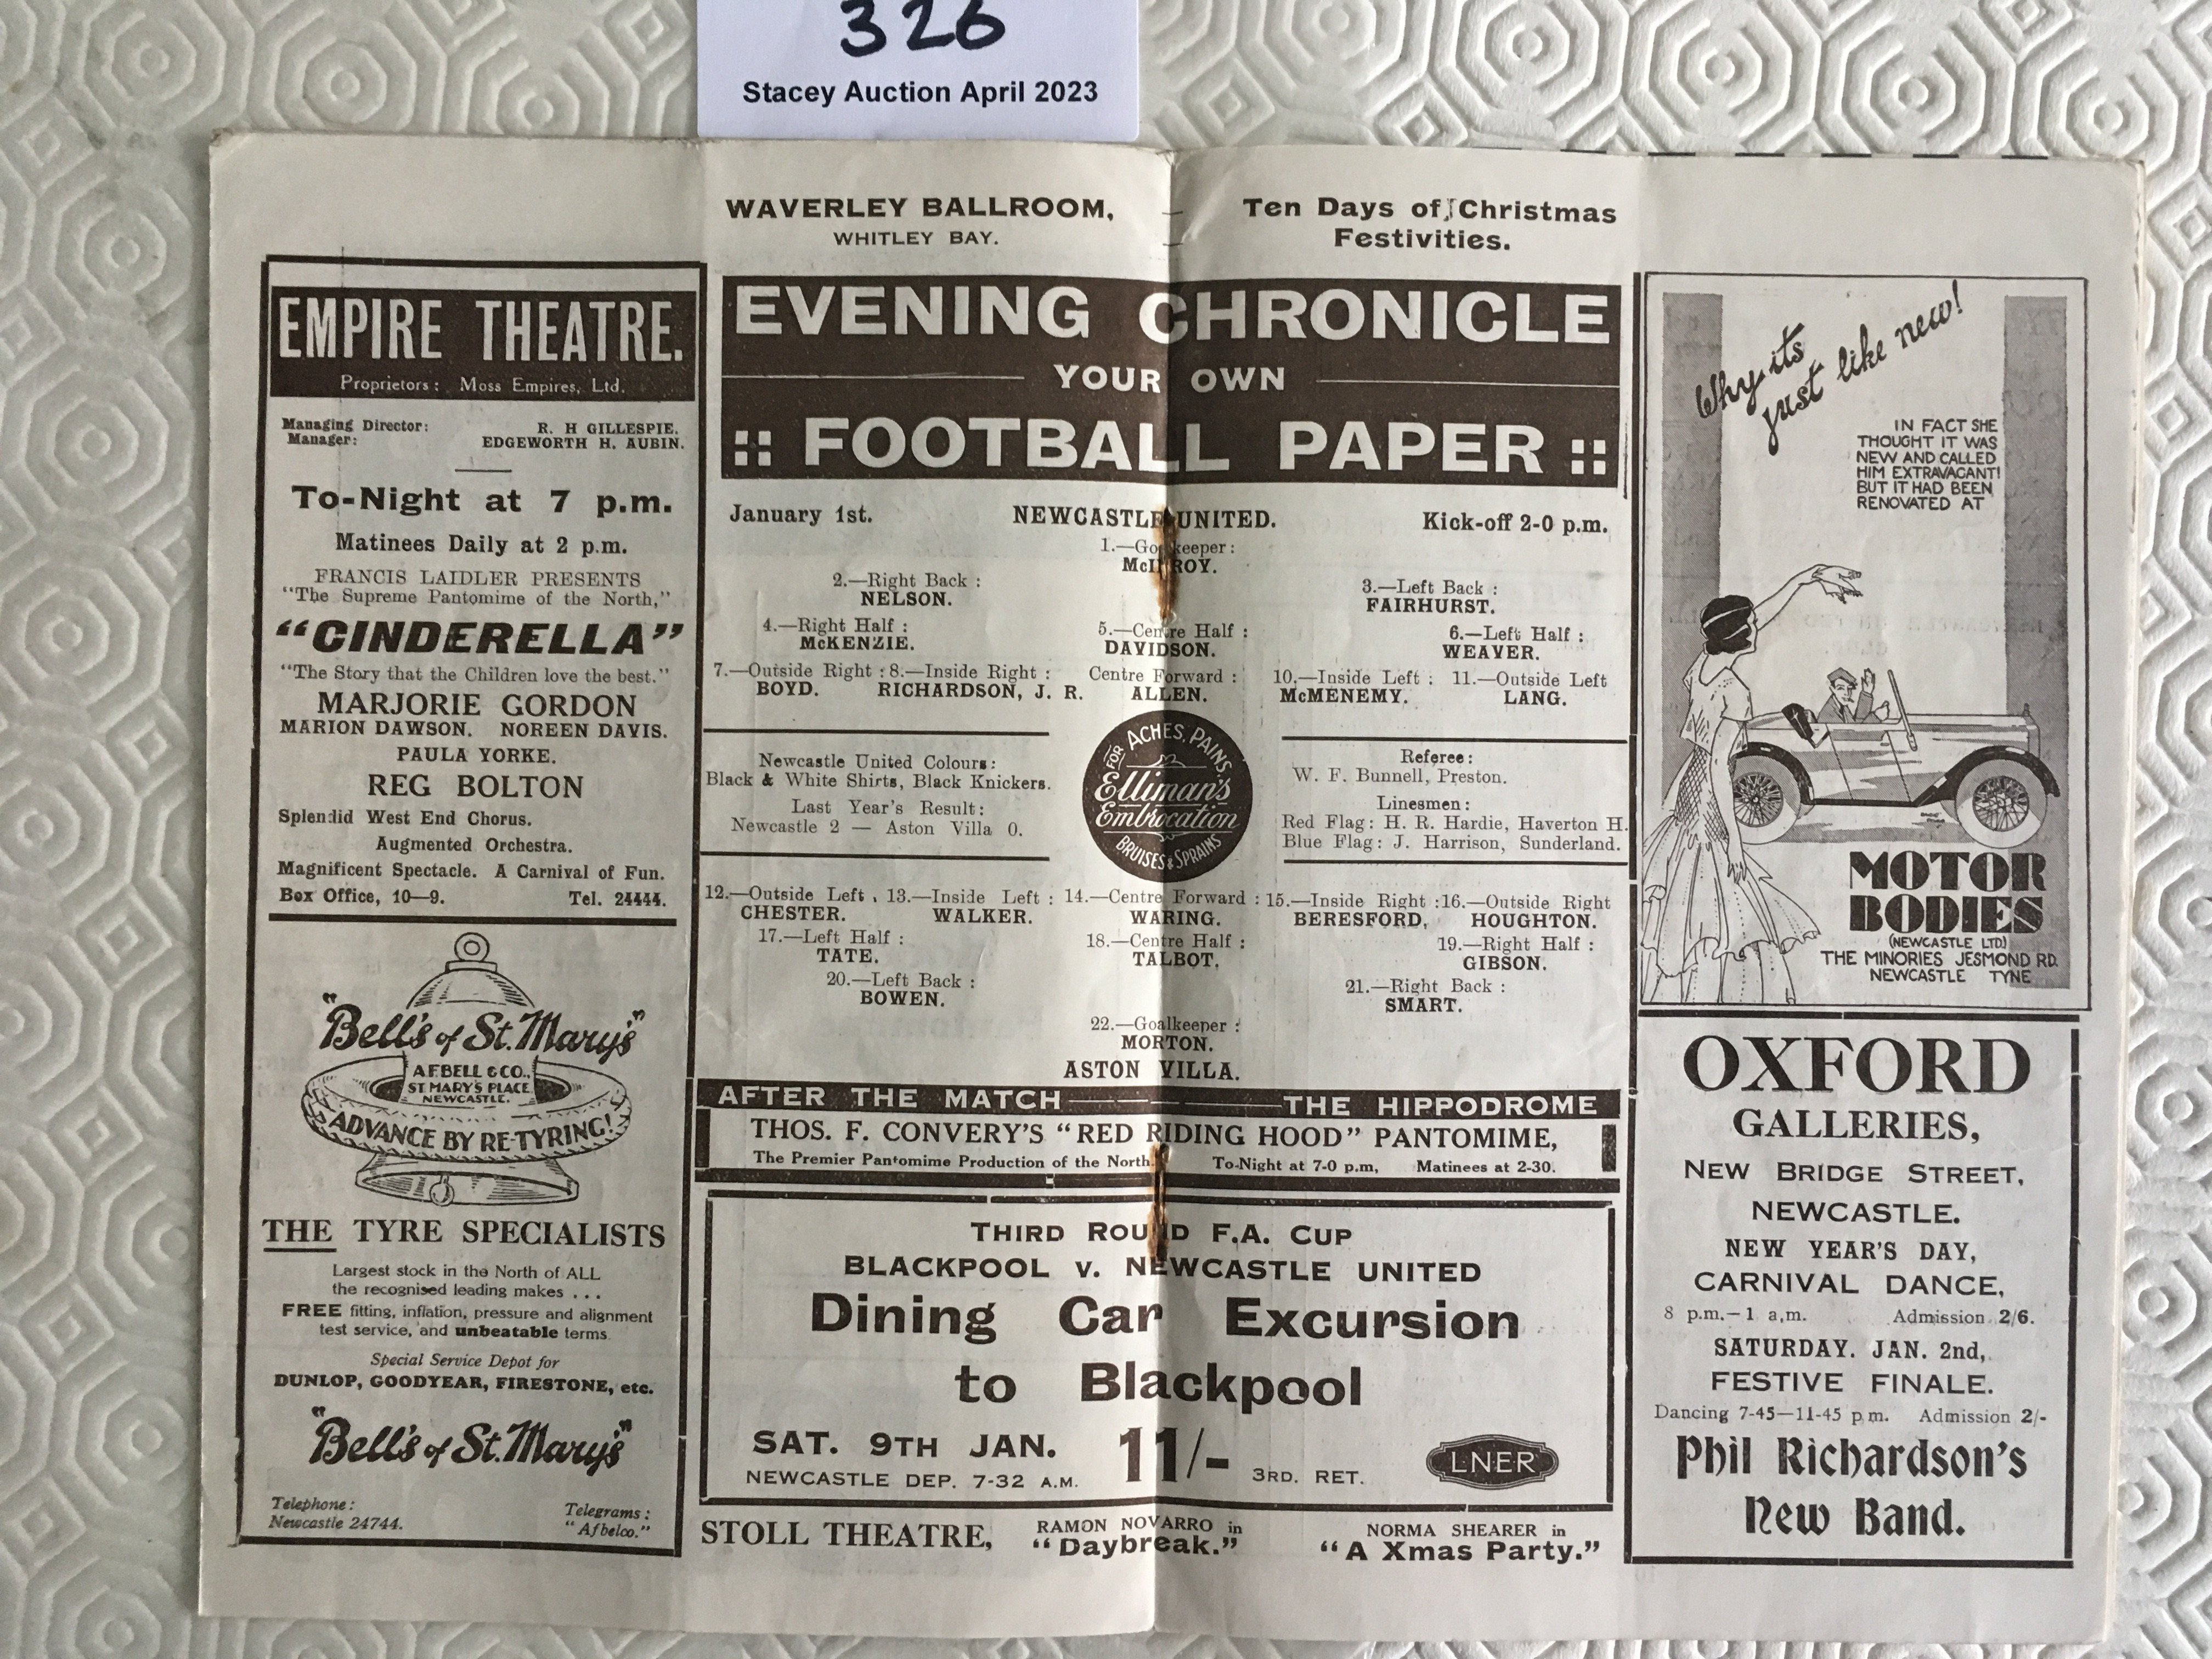 326
Stacey Auction April 2023
WAVERLEY BALLROOM,
WHITLEY BAY.
Ten Days of Christmas
Festivities.
EMPIRE THEATRE.
Proprietors: Moss Empires, Ltd.
Managing Director: R. H GILLESPIE.
Manager: EDGEWORTH H. AUBIN.
To-Night at 7 p.m.
Matinees Daily at 2 p.m.
FRANCIS LAIDLER PRESENTS
"The Supreme Pantomime of the North,"
"CINDERELLA"
"The Story that the Children love the best."
MARJORIE GORDON
MARION DAWSON. NOREEN DAVIS.
PAULA YORKE.
REG BOLTON
Splendid West End Chorus.
Augmented Orchestra.
Magnificent Spectacle. A Carnival of Fun.
Box Office, 10—9. Tel. 24444.
"Bell's of St. Mary's"
A.F. BELL & CO.,
ST. MARY'S PLACE
NEWCASTLE.
ADVANCE BY RE-TYRING!
THE TYRE SPECIALISTS
Largest stock in the North of ALL
the recognised leading makes . . .
FREE fitting, inflation, pressure and alignment
test service, and unbeatable terms
Special Service Depot for
DUNLOP, GOODYEAR, FIRESTONE, etc.
"Bell's of St. Mary's"
Telephone: Telegrams:
Newcastle 24744. "Afbelco."
EVENING CHRONICLE
YOUR OWN
:: FOOTBALL PAPER ::
January 1st. NEWCASTLE UNITED. Kick-off 2-0 p.m.
1.—Goalkeeper:
McILROY.
2.—Right Back: 3.—Left Back:
NELSON. FAIRHURST.
4.—Right Half: 5.—Centre Half: 6.—Left Half:
McKENZIE. DAVIDSON. WEAVER.
7.—Outside Right: 8.—Inside Right: Centre Forward: 10.—Inside Left: 11.—Outside Left
BOYD. RICHARDSON, J. R. ALLEN. McMENEMY. LANG.
Newcastle United Colours:
Black & White Shirts, Black Knickers.
Last Year's Result:
Newcastle 2 — Aston Villa 0.
FOR ACHES, PAINS,
Elliman's
Embrocation
BRUISES & SPRAINS
Referee:
W. F. Bunnell, Preston.
Linesmen:
Red Flag: H. R. Hardie, Haverton H.
Blue Flag: J. Harrison, Sunderland.
12.—Outside Left, 13.—Inside Left: 14.—Centre Forward: 15.—Inside Right: 16.—Outside Right
CHESTER. WALKER. WARING. BERESFORD, HOUGHTON.
17.—Left Half: 18.—Centre Half: 19.—Right Half:
TATE. TALBOT. GIBSON.
20.—Left Back: 21.—Right Back:
BOWEN. SMART.
22.—Goalkeeper:
MORTON.
ASTON VILLA.
AFTER THE MATCH — THE HIPPODROME
THOS. F. CONVERY'S "RED RIDING HOOD" PANTOMIME,
The Premier Pantomime Production of the North. To-Night at 7-0 p.m, Matinees at 2-30.
THIRD ROUND F.A. CUP
BLACKPOOL V. NEWCASTLE UNITED
Dining Car Excursion
to Blackpool
SAT. 9TH JAN. 11/- 3RD. RET.
NEWCASTLE DEP. 7-32 A.M.
LNER
STOLL THEATRE, RAMON NOVARRO in NORMA SHEARER in
"Daybreak." "A Xmas Party."
Why its
just like new!
IN FACT SHE
THOUGHT IT WAS
NEW AND CALLED
HIM EXTRAVAGANT!
BUT IT HAD BEEN
RENOVATED AT
MOTOR
BODIES
(NEWCASTLE LTD)
THE MINORIES JESMOND RD.
NEWCASTLE TYNE
OXFORD
GALLERIES,
NEW BRIDGE STREET,
NEWCASTLE.
NEW YEAR'S DAY,
CARNIVAL DANCE,
8 p.m.—1 a.m. Admission 2/6.
SATURDAY. JAN. 2nd,
FESTIVE FINALE.
Dancing 7-45—11-45 p.m. Admission 2/-
Phil Richardson's
New Band.